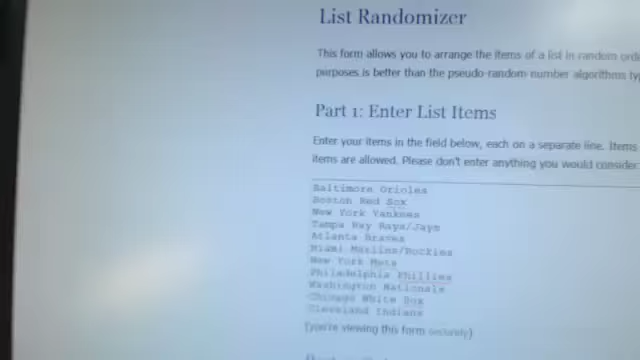 List Randomizer
This form allows you to arrange the items of a list in random
purposes is better than the pseudo-random number algorithms
Part 1: Enter List Items
Enter your items in the field below, each on a separate line. Items
items are allowed. Please don't enter anything you would consider
Baltimore Orioles
Boston Red Sox
New York Yankees
Tampa Bay Rays/Jays
Atlanta Braves
Miami Marlins/Rockies
New York Mets
Philadelphia Phillies
Washington Nationals
Chicago White Sox
Cleveland Indians
(you're viewing this form securely)